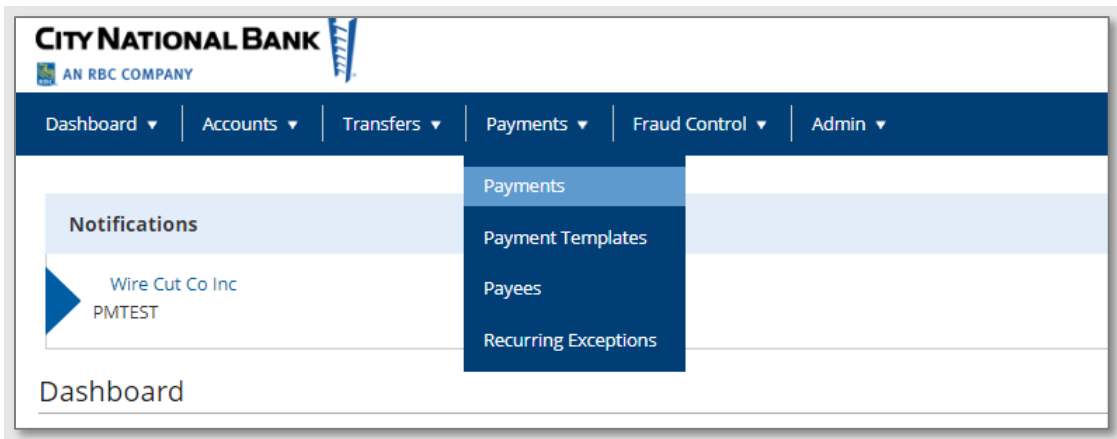 CITY NATIONAL BANK
RBC
AN RBC COMPANY
Dashboard Accounts Transfers Payments Fraud Control Admin
Payments
Notifications
Payment Templates
Wire Cut Co Inc
Payees
PMTEST
Recurring Exceptions
Dashboard